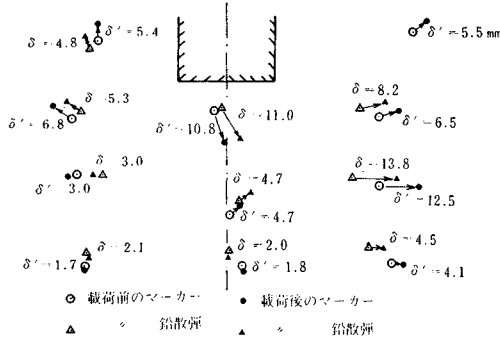 δ′=5.4
δ=4.8
δ′=5.5mm
δ=5.3
δ′=6.8
δ=11.0
δ′=10.8
δ=8.2
δ′=6.5
δ=3.0
δ′=3.0
δ=4.7
δ′=4.7
δ=13.8
δ′=12.5
δ=2.1
δ′=1.7
δ=2.0
δ′=1.8
δ=4.5
δ′=4.1
載荷前のマーカー 載荷後のマーカー
〃 鉛散弾 〃 鉛散弾